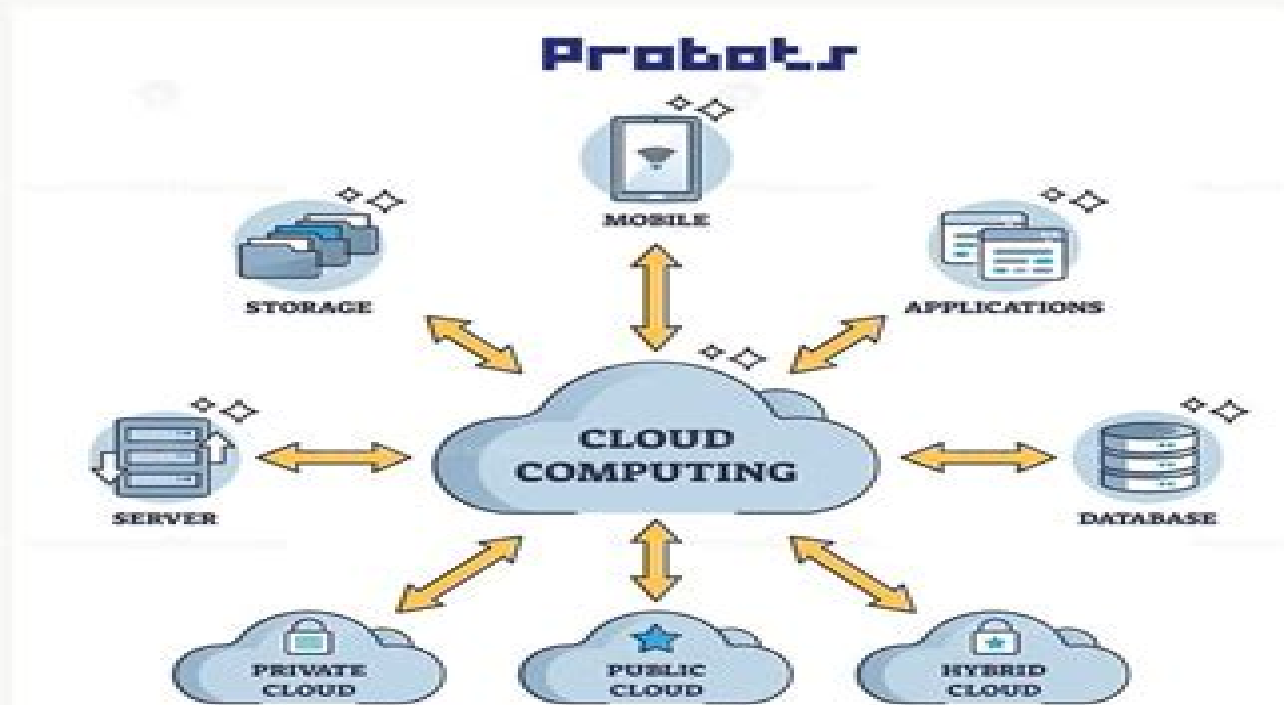 Probots
MOBILE
STORAGE
APPLICATIONS
CLOUD
COMPUTING
SERVER
DATABASE
PRIVATE
CLOUD
PUBLIC
CLOUD
HYBRID
CLOUD